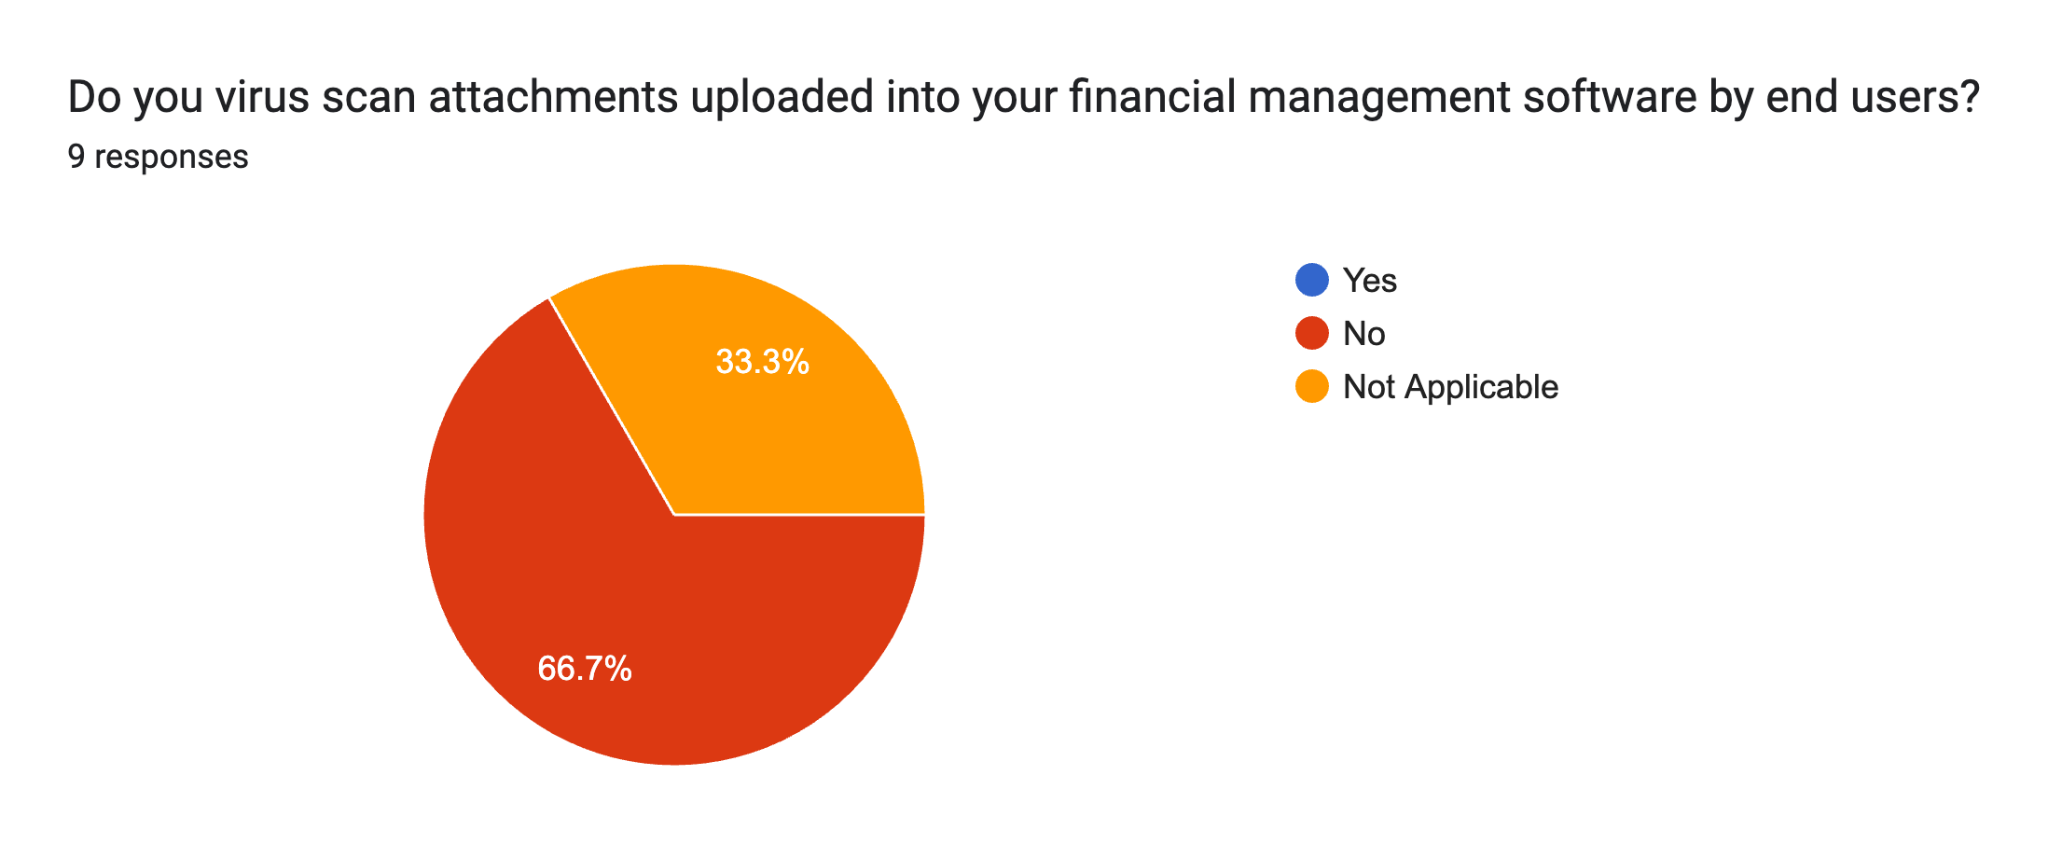 Do you virus scan attachments uploaded into your financial management software by end users?
9 responses
Yes
No
Not Applicable
33.3%
66.7%